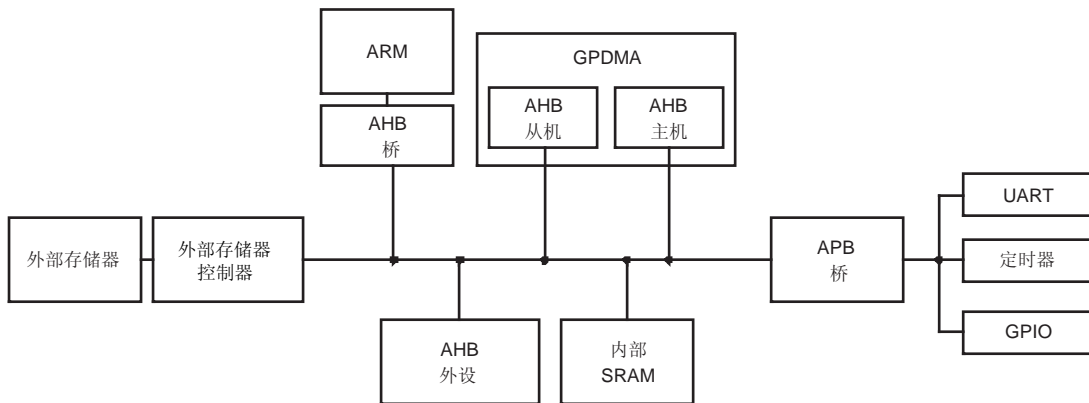 ARM
GPDMA
AHB
桥
AHB
从机
AHB
主机
外部存储器
外部存储器
控制器
APB
桥
UART
定时器
GPIO
AHB
外设
内部
SRAM